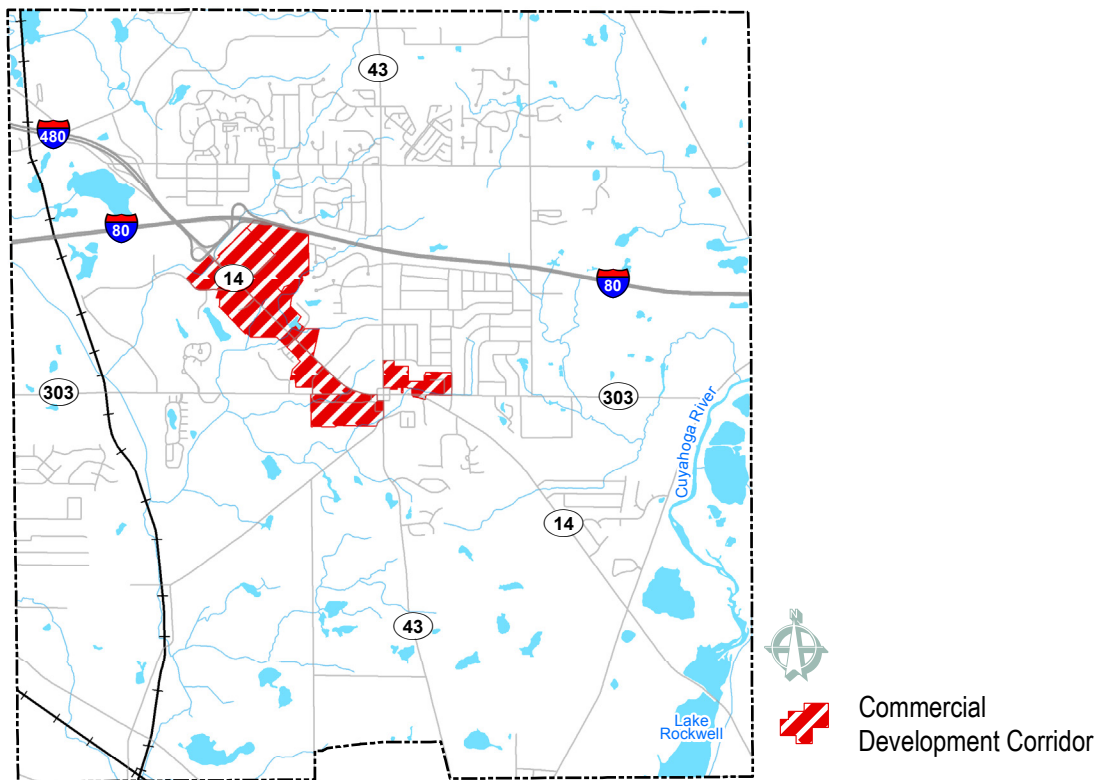 43
480
80
14
80
303
303
Cuyahoga River
14
43
N
Lake
Rockwell
Commercial
Development Corridor